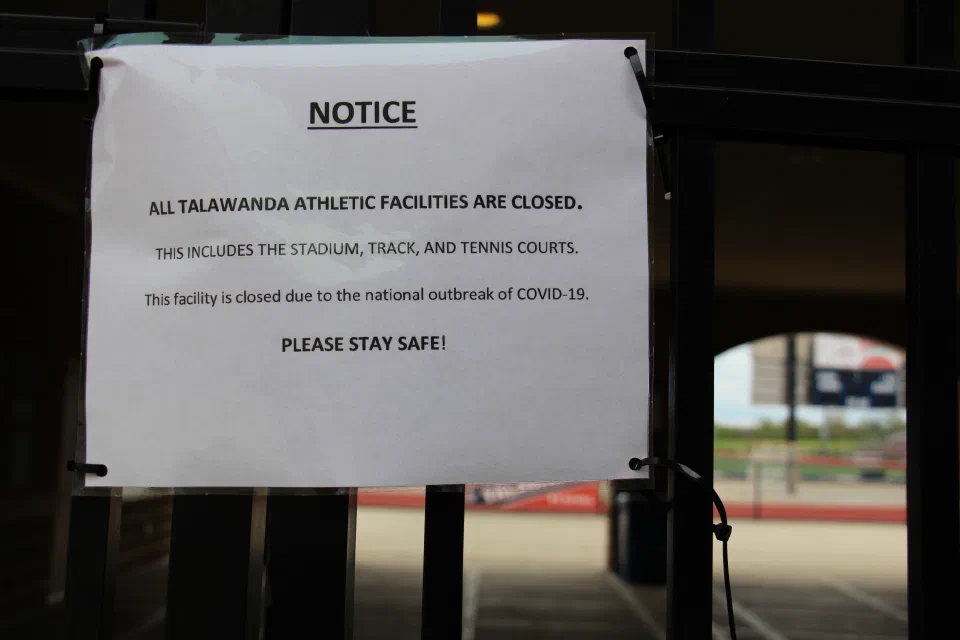 NOTICE
ALL TALAWANDA ATHLETIC FACILITIES ARE CLOSED.
THIS INCLUDES THE STADIUM, TRACK, AND TENNIS COURTS.
This facility is closed due to the national outbreak of COVID-19.
PLEASE STAY SAFE!